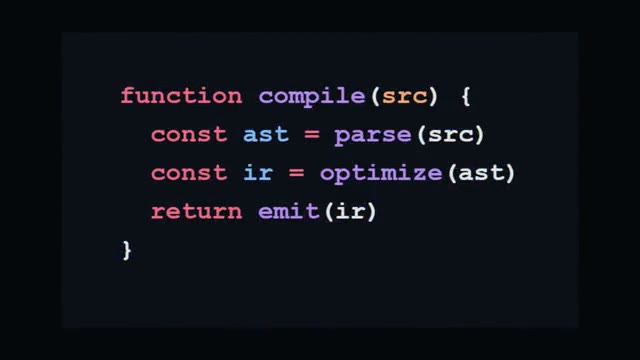 function compile(src) {
  const ast = parse(src)
  const ir = optimize(ast)
  return emit(ir)
}